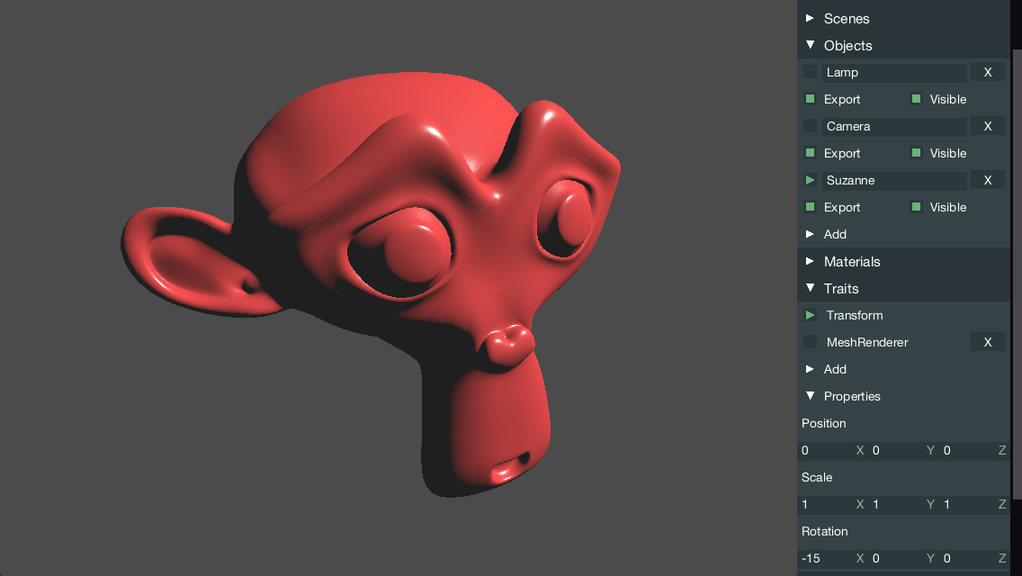 Scenes
Objects
Lamp X
Export Visible
Camera X
Export Visible
Suzanne X
Export Visible
Add
Materials
Traits
Transform
MeshRenderer X
Add
Properties
Position
0 X 0 Y 0 Z
Scale
1 X 1 Y 1 Z
Rotation
-15 X 0 Y 0 Z